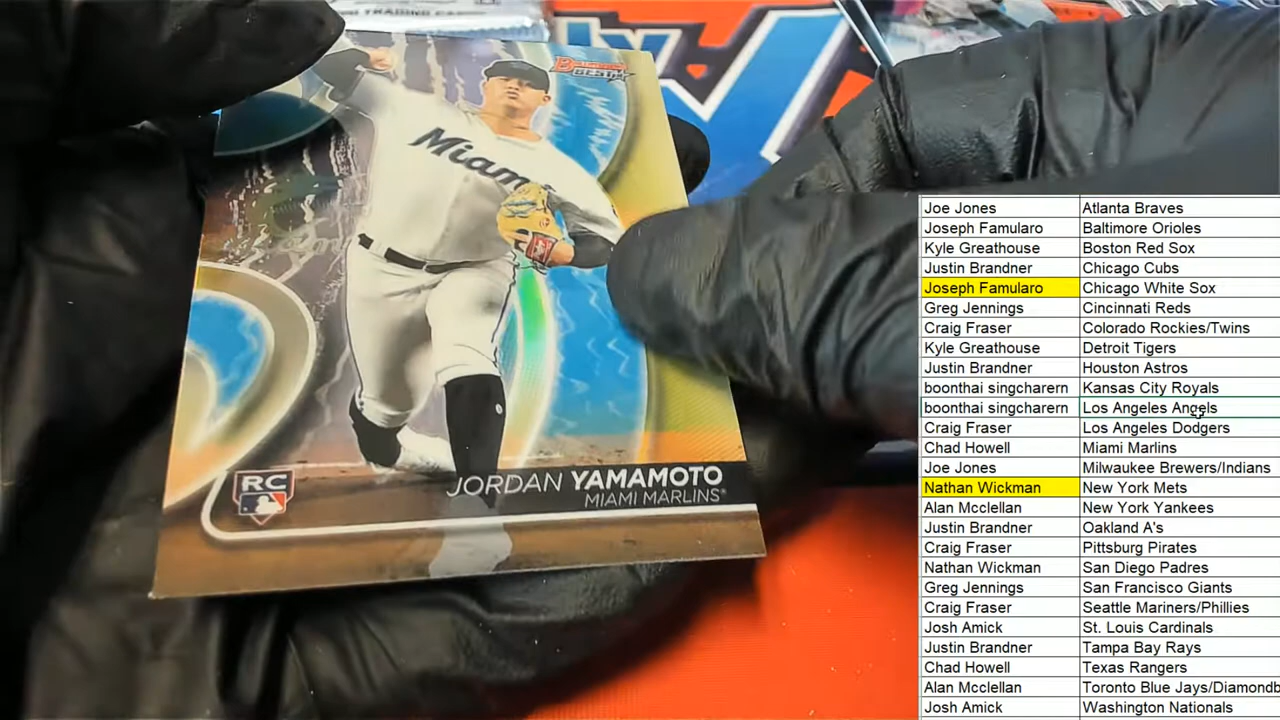 TRADING CARD
BOWMAN'S
BEST
Miami
RC
JORDAN YAMAMOTO
MIAMI MARLINS
Joe Jones Atlanta Braves
Joseph Famularo Baltimore Orioles
Kyle Greathouse Boston Red Sox
Justin Brandner Chicago Cubs
Joseph Famularo Chicago White Sox
Greg Jennings Cincinnati Reds
Craig Fraser Colorado Rockies/Twins
Kyle Greathouse Detroit Tigers
Justin Brandner Houston Astros
boonthai singcharern Kansas City Royals
boonthai singcharern Los Angeles Angels
Craig Fraser Los Angeles Dodgers
Chad Howell Miami Marlins
Joe Jones Milwaukee Brewers/Indians
Nathan Wickman New York Mets
Alan Mcclellan New York Yankees
Justin Brandner Oakland A's
Craig Fraser Pittsburg Pirates
Nathan Wickman San Diego Padres
Greg Jennings San Francisco Giants
Craig Fraser Seattle Mariners/Phillies
Josh Amick St. Louis Cardinals
Justin Brandner Tampa Bay Rays
Chad Howell Texas Rangers
Alan Mcclellan Toronto Blue Jays/Diamondb
Josh Amick Washington Nationals